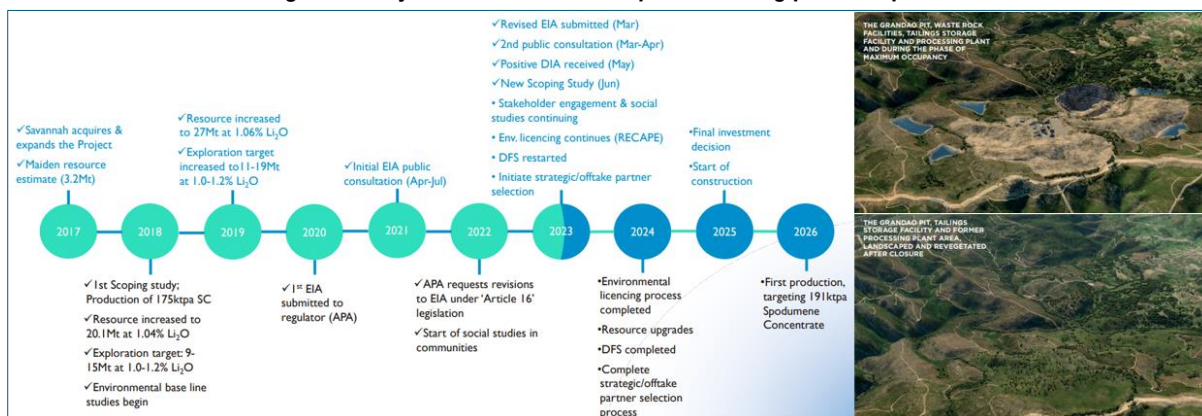 ✓Savannah acquires &
expands the Project
✓Maiden resource
estimate (3.2Mt)
✓Resource increased
to 27Mt at 1.06% Li₂O
✓Exploration target
increased to11-19Mt
at 1.0-1.2% Li₂O
✓Initial EIA public
consultation (Apr-Jul)
✓Revised EIA submitted (Mar)
✓2nd public consultation (Mar-Apr)
✓Positive DIA received (May)
✓New Scoping Study (Jun)
• Stakeholder engagement & social
studies continuing
• Env. licencing continues (RECAPE)
• DFS restarted
• Initiate strategic/offtake partner
selection
•Final investment
decision
•Start of
construction
2017
2018
2019
2020
2021
2022
2023
2024
2025
2026
✓1st Scoping study;
Production of 175ktpa SC
✓Resource increased to
20.1Mt at 1.04% Li₂O
✓Exploration target: 9-
15Mt at 1.0-1.2% Li₂O
✓Environmental base line
studies begin
✓1st EIA
submitted to
regulator (APA)
✓APA requests revisions
to EIA under 'Article 16'
legislation
✓Start of social studies in
communities
•Environmental
licencing process
completed
•Resource upgrades
•DFS completed
•Complete
strategic/offtake
partner selection
process
•First production,
targeting 191ktpa
Spodumene
Concentrate
THE GRANDAO PIT, WASTE ROCK
FACILITIES, TAILINGS STORAGE
FACILITY AND PROCESSING PLANT
AND DURING THE PHASE OF
MAXIMUM OCCUPANCY
THE GRANDAO PIT, TAILINGS
STORAGE FACILITY AND FORMER
PROCESSING PLANT AREA,
LANDSCAPED AND REVEGETATED
AFTER CLOSURE